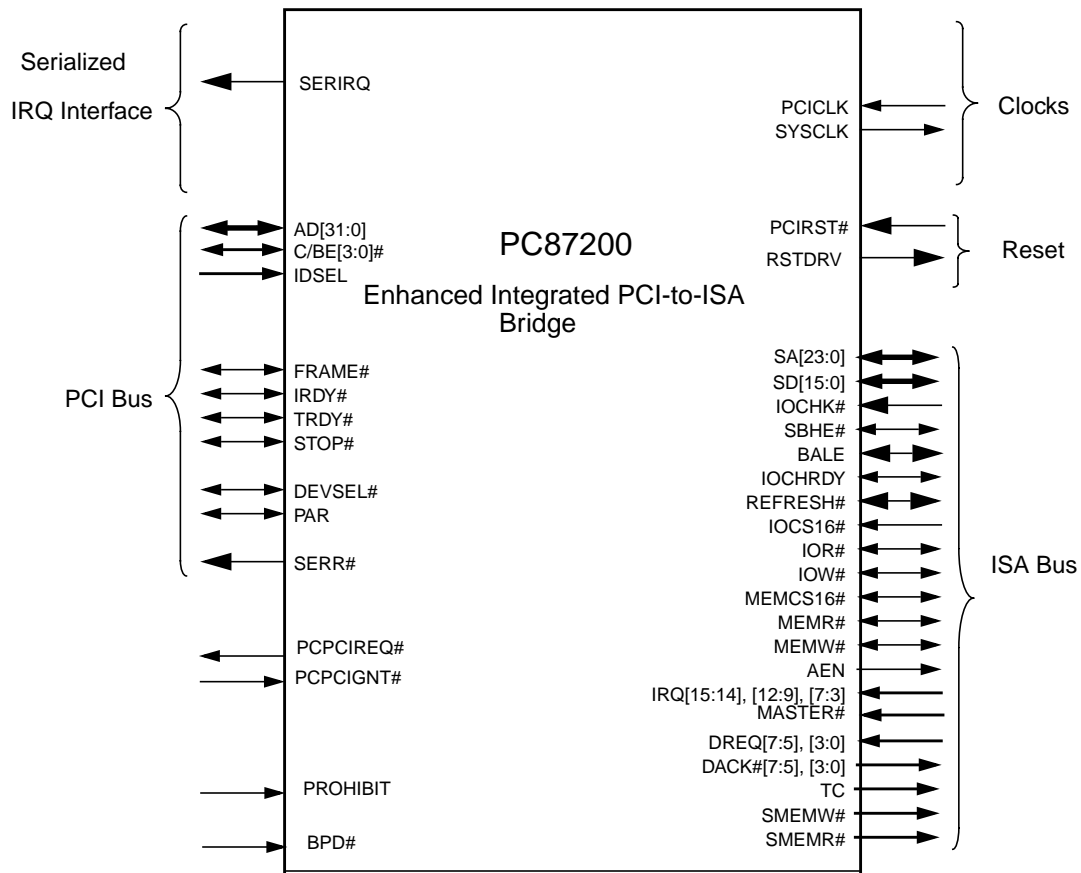 Serialized
IRQ Interface
SERIRQ
PCICLK
SYSCLK
Clocks
AD[31:0]
C/BE[3:0]#
IDSEL
PC87200
Enhanced Integrated PCI-to-ISA
Bridge
PCIRST#
RSTDRV
Reset
PCI Bus
FRAME#
IRDY#
TRDY#
STOP#
DEVSEL#
PAR
SERR#
PCPCIREQ#
PCPCIGNT#
PROHIBIT
BPD#
SA[23:0]
SD[15:0]
IOCHK#
SBHE#
BALE
IOCHRDY
REFRESH#
IOCS16#
IOR#
IOW#
MEMCS16#
MEMR#
MEMW#
AEN
IRQ[15:14], [12:9], [7:3]
MASTER#
DREQ[7:5], [3:0]
DACK#[7:5], [3:0]
TC
SMEMW#
SMEMR#
ISA Bus